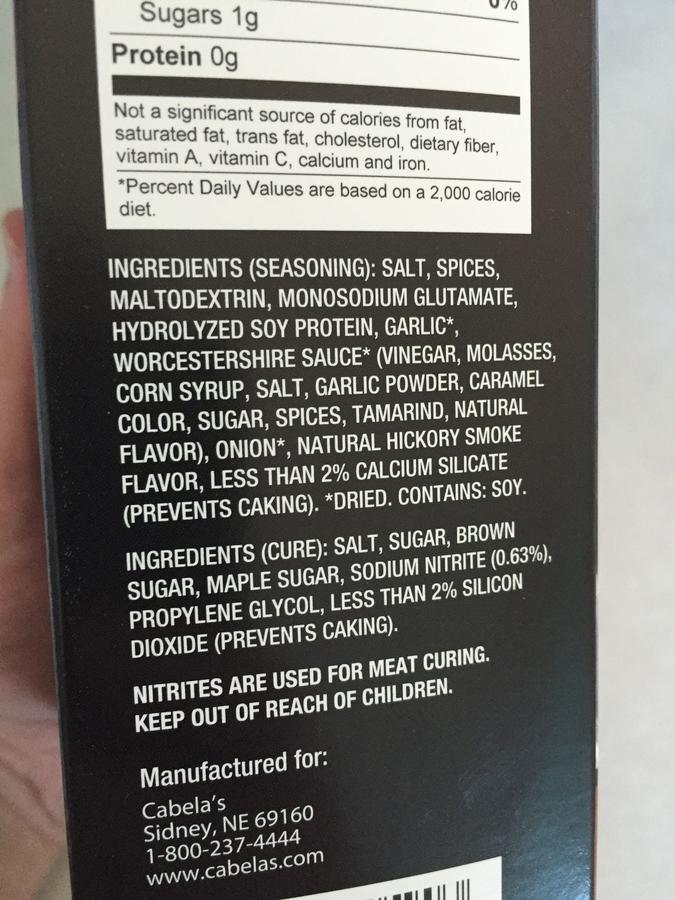 0%
Sugars 1g
Protein 0g
Not a significant source of calories from fat,
saturated fat, trans fat, cholesterol, dietary fiber,
vitamin A, vitamin C, calcium and iron.
*Percent Daily Values are based on a 2,000 calorie
diet.
INGREDIENTS (SEASONING): SALT, SPICES,
MALTODEXTRIN, MONOSODIUM GLUTAMATE,
HYDROLYZED SOY PROTEIN, GARLIC*,
WORCESTERSHIRE SAUCE* (VINEGAR, MOLASSES,
CORN SYRUP, SALT, GARLIC POWDER, CARAMEL
COLOR, SUGAR, SPICES, TAMARIND, NATURAL
FLAVOR), ONION*, NATURAL HICKORY SMOKE
FLAVOR, LESS THAN 2% CALCIUM SILICATE
(PREVENTS CAKING). *DRIED. CONTAINS: SOY.
INGREDIENTS (CURE): SALT, SUGAR, BROWN
SUGAR, MAPLE SUGAR, SODIUM NITRITE (0.63%),
PROPYLENE GLYCOL, LESS THAN 2% SILICON
DIOXIDE (PREVENTS CAKING).
NITRITES ARE USED FOR MEAT CURING.
KEEP OUT OF REACH OF CHILDREN.
Manufactured for:
Cabela's
Sidney, NE 69160
1-800-237-4444
www.cabelas.com